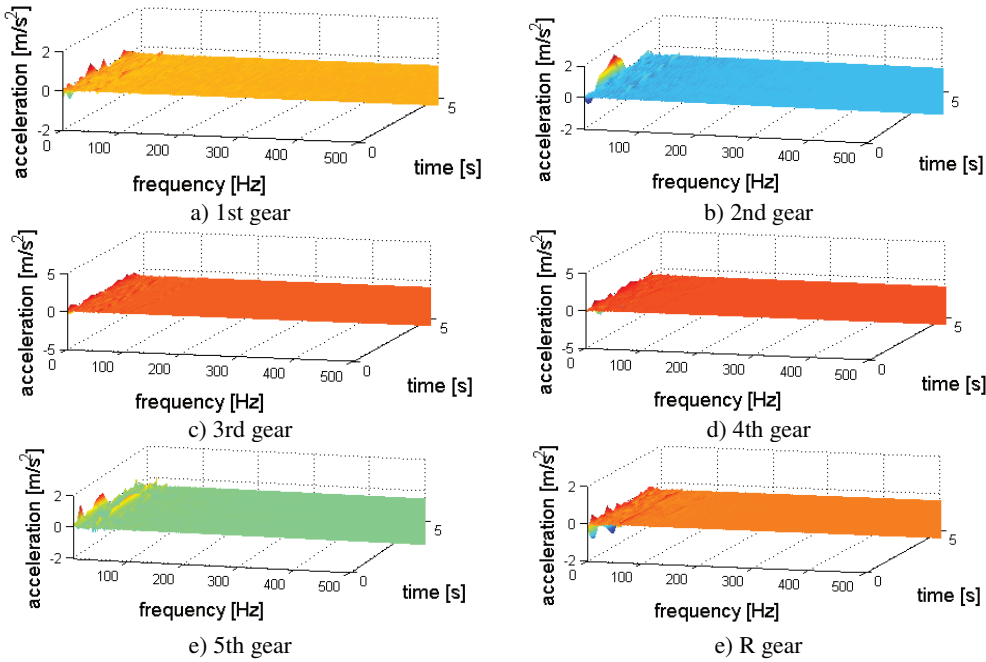 acceleration [m/s²]
2
0
-2
0
100
200
300
400
500
0
5
frequency [Hz]
time [s]
a) 1st gear
acceleration [m/s²]
2
0
-2
100
200
300
400
500
0
5
frequency [Hz]
time [s]
b) 2nd gear
acceleration [m/s²]
5
0
-5
0
100
200
300
400
500
0
5
frequency [Hz]
time [s]
c) 3rd gear
acceleration [m/s²]
5
0
-5
0
100
200
300
400
500
0
5
frequency [Hz]
time [s]
d) 4th gear
acceleration [m/s²]
2
0
-2
100
200
300
400
500
0
5
frequency [Hz]
time [s]
e) 5th gear
acceleration [m/s²]
2
0
-2
0
100
200
300
400
500
0
5
frequency [Hz]
time [s]
e) R gear